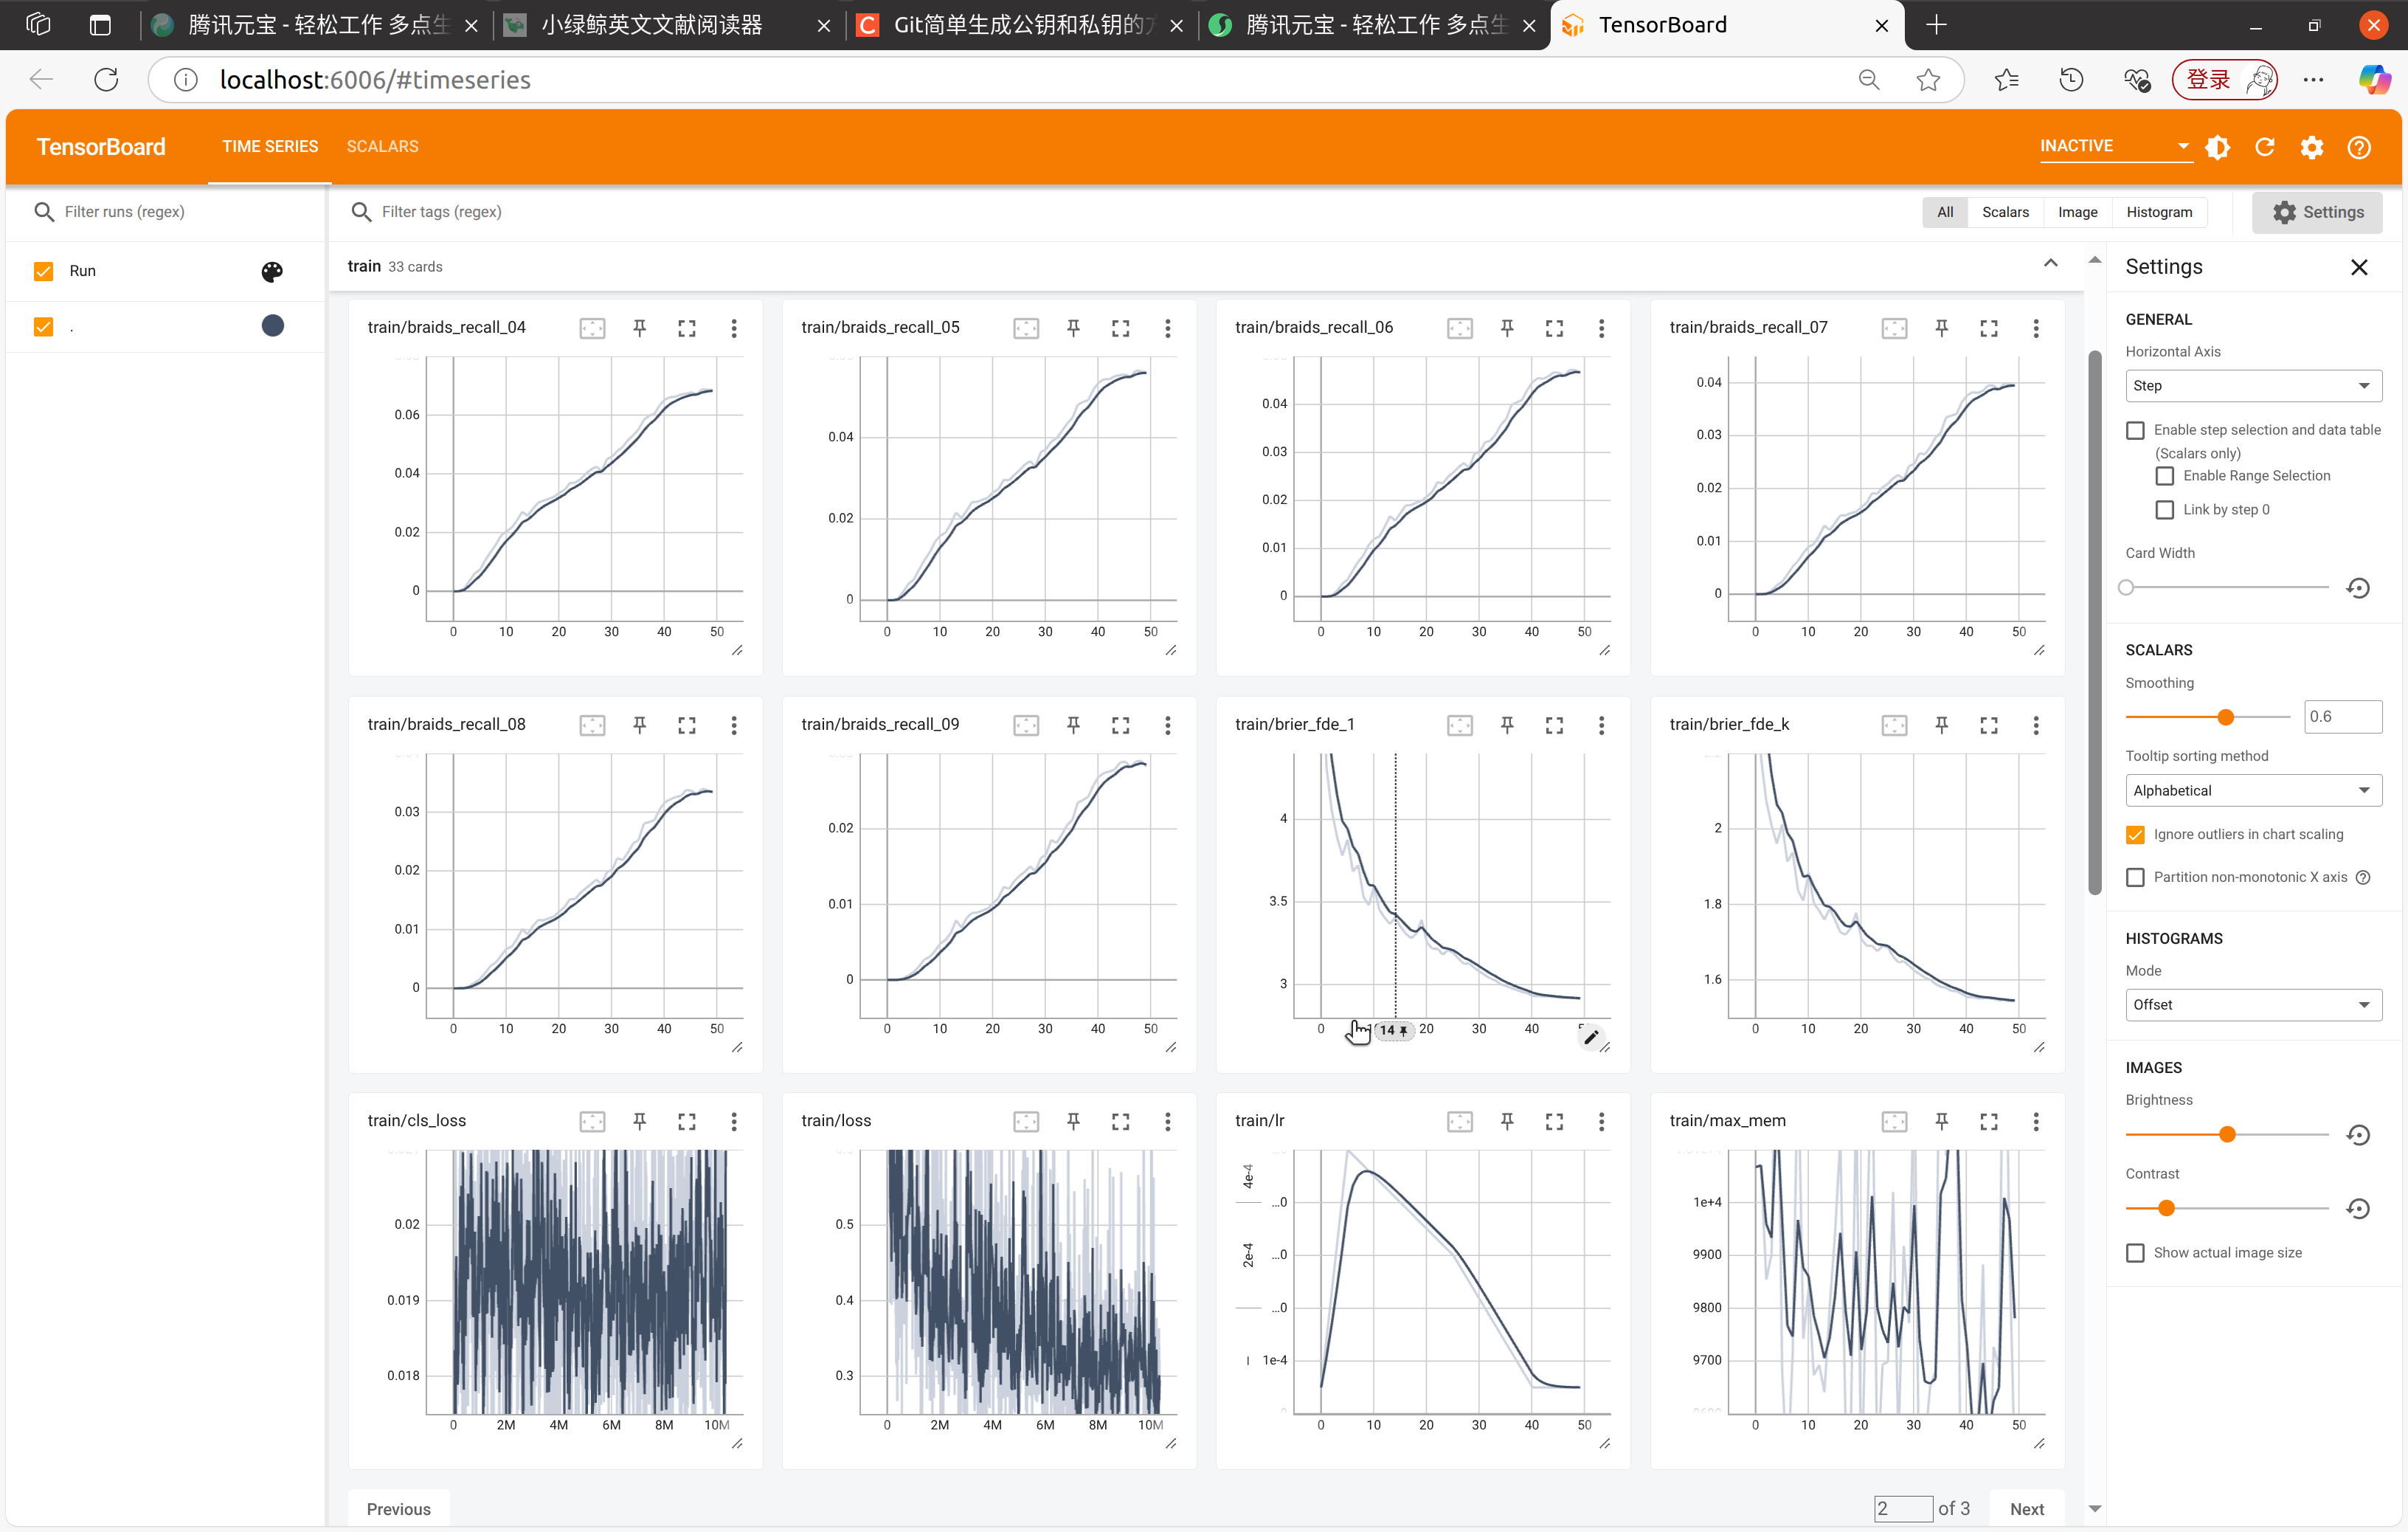 腾讯元宝 - 轻松工作 多点生
小绿鲸英文文献阅读器
Git简单生成公钥和私钥的方
腾讯元宝 - 轻松工作 多点生
TensorBoard
localhost:6006/#timeseries
登录
TensorBoard
TIME SERIES
SCALARS
INACTIVE
Filter runs (regex)
Filter tags (regex)
All
Scalars
Image
Histogram
Settings
Run
.
train 33 cards
train/braids_recall_04
0.06
0.04
0.02
0
0 10 20 30 40 50
train/braids_recall_05
0.04
0.02
0
0 10 20 30 40 50
train/braids_recall_06
0.04
0.03
0.02
0.01
0
0 10 20 30 40 50
train/braids_recall_07
0.04
0.03
0.02
0.01
0
0 10 20 30 40 50
train/braids_recall_08
0.03
0.02
0.01
0
0 10 20 30 40 50
train/braids_recall_09
0.02
0.01
0
0 10 20 30 40 50
train/brier_fde_1
4
3.5
3
0 14 20 30 40
train/brier_fde_k
2
1.8
1.6
0 10 20 30 40 50
train/cls_loss
0.02
0.019
0.018
0 2M 4M 6M 8M 10M
train/loss
0.5
0.4
0.3
0 2M 4M 6M 8M 10M
train/lr
4e-4
...0
2e-4
...0
...0
1e-4
0 10 20 30 40 50
train/max_mem
1e+4
9900
9800
9700
0 10 20 30 40 50
Previous
2 of 3
Next
Settings
GENERAL
Horizontal Axis
Step
Enable step selection and data table
(Scalars only)
Enable Range Selection
Link by step 0
Card Width
SCALARS
Smoothing
0.6
Tooltip sorting method
Alphabetical
Ignore outliers in chart scaling
Partition non-monotonic X axis
HISTOGRAMS
Mode
Offset
IMAGES
Brightness
Contrast
Show actual image size